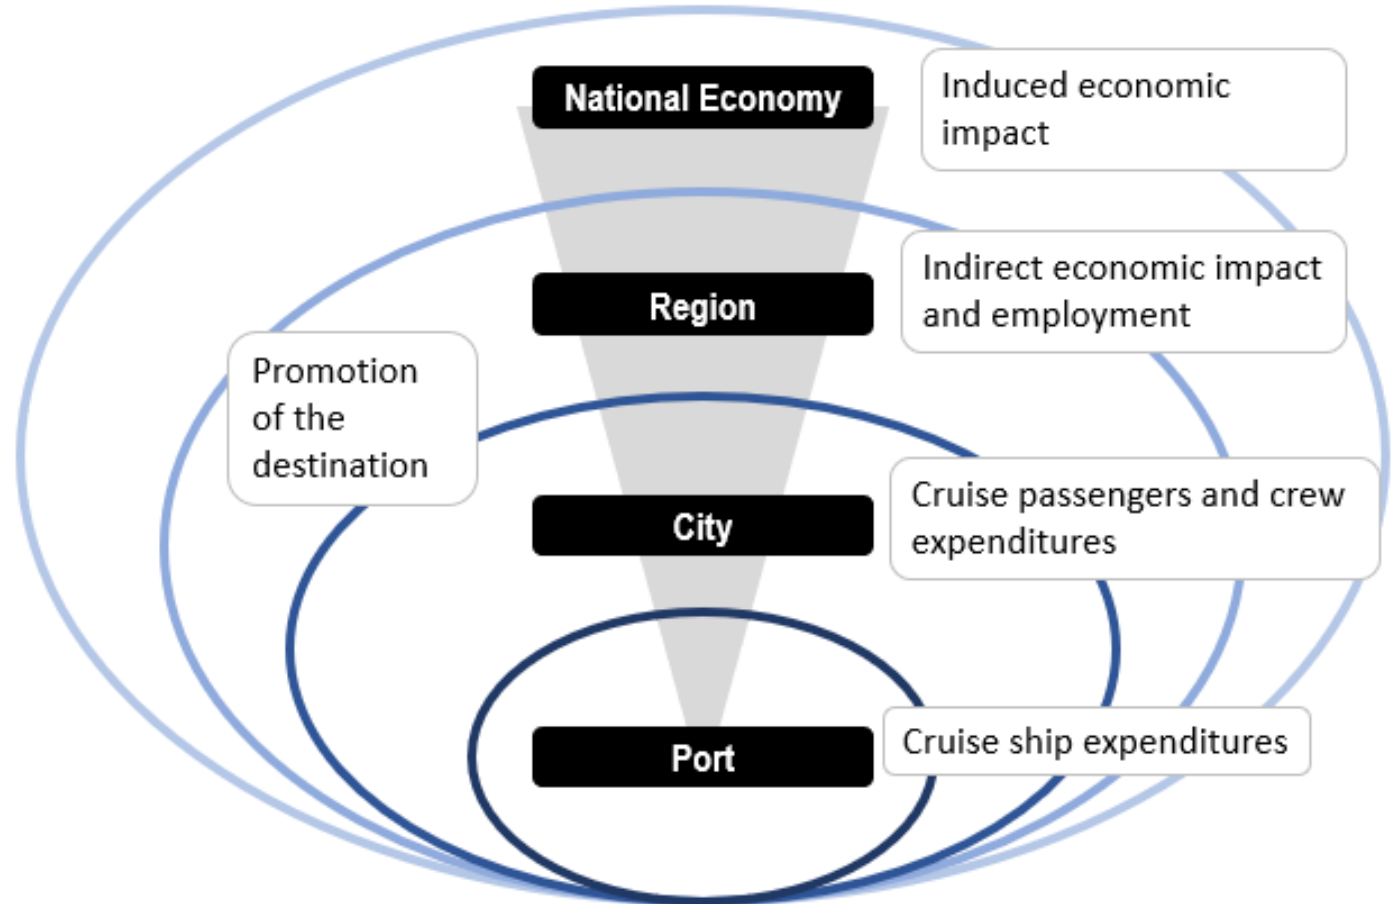 National Economy
Induced economic
impact
Region
Indirect economic impact
and employment
Promotion
of the
destination
City
Cruise passengers and crew
expenditures
Port
Cruise ship expenditures